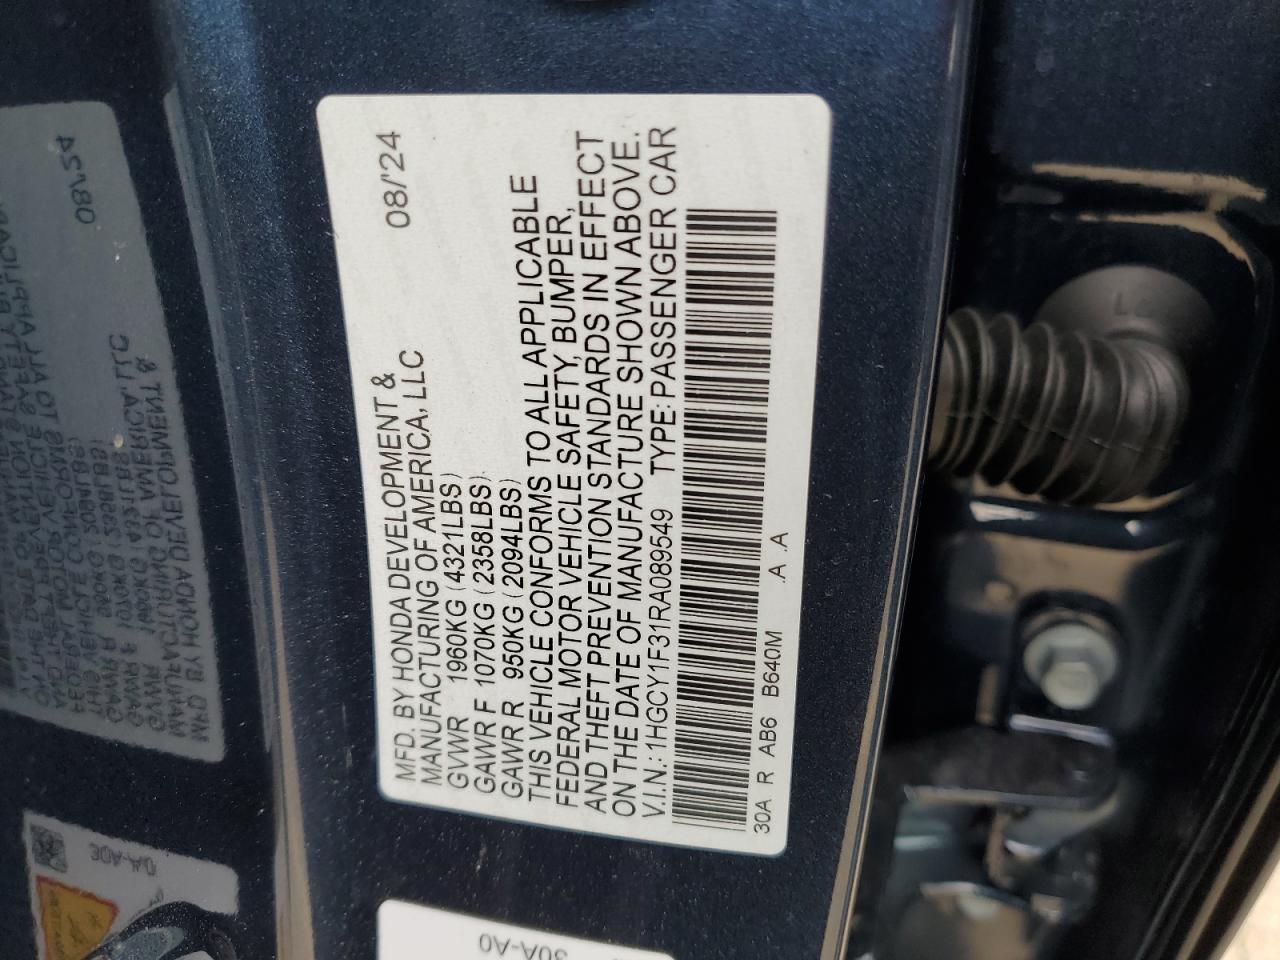 MFD. BY HONDA DEVELOPMENT &
MANUFACTURING OF AMERICA, LLC 08/'24
GVWR 1960KG (4321LBS)
GAWR F 1070KG (2358LBS)
GAWR R 950KG (2094LBS)
THIS VEHICLE CONFORMS TO ALL APPLICABLE
FEDERAL MOTOR VEHICLE SAFETY, BUMPER,
AND THEFT PREVENTION STANDARDS IN EFFECT
ON THE DATE OF MANUFACTURE SHOWN ABOVE.
V.I.N.: 1HGCY1F31RA089549 TYPE: PASSENGER CAR
30A R AB6 B640M .A .A
30A-A0